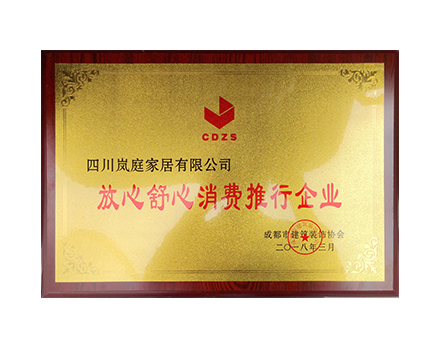 CDZS
四川岚庭家居有限公司
放心舒心消费推行企业
成都市建筑装饰协会
二〇一八年三月